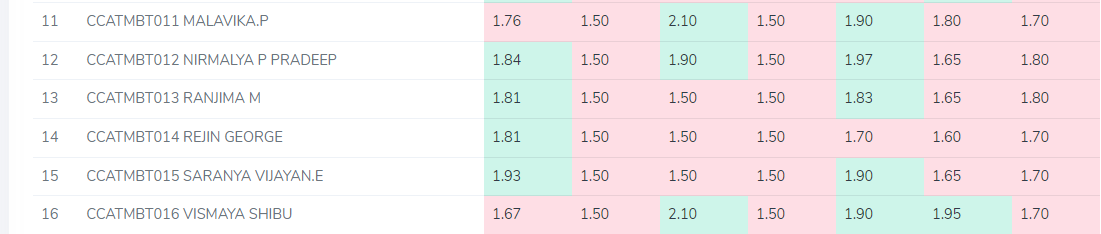 11 CCATMBT011 MALAVIKA.P 1.76 1.50 2.10 1.50 1.90 1.80 1.70
12 CCATMBT012 NIRMALYA P PRADEEP 1.84 1.50 1.90 1.50 1.97 1.65 1.80
13 CCATMBT013 RANJIMA M 1.81 1.50 1.50 1.50 1.83 1.65 1.80
14 CCATMBT014 REJIN GEORGE 1.81 1.50 1.50 1.50 1.70 1.60 1.70
15 CCATMBT015 SARANYA VIJAYAN.E 1.93 1.50 1.50 1.50 1.90 1.65 1.70
16 CCATMBT016 VISMAYA SHIBU 1.67 1.50 2.10 1.50 1.90 1.95 1.70